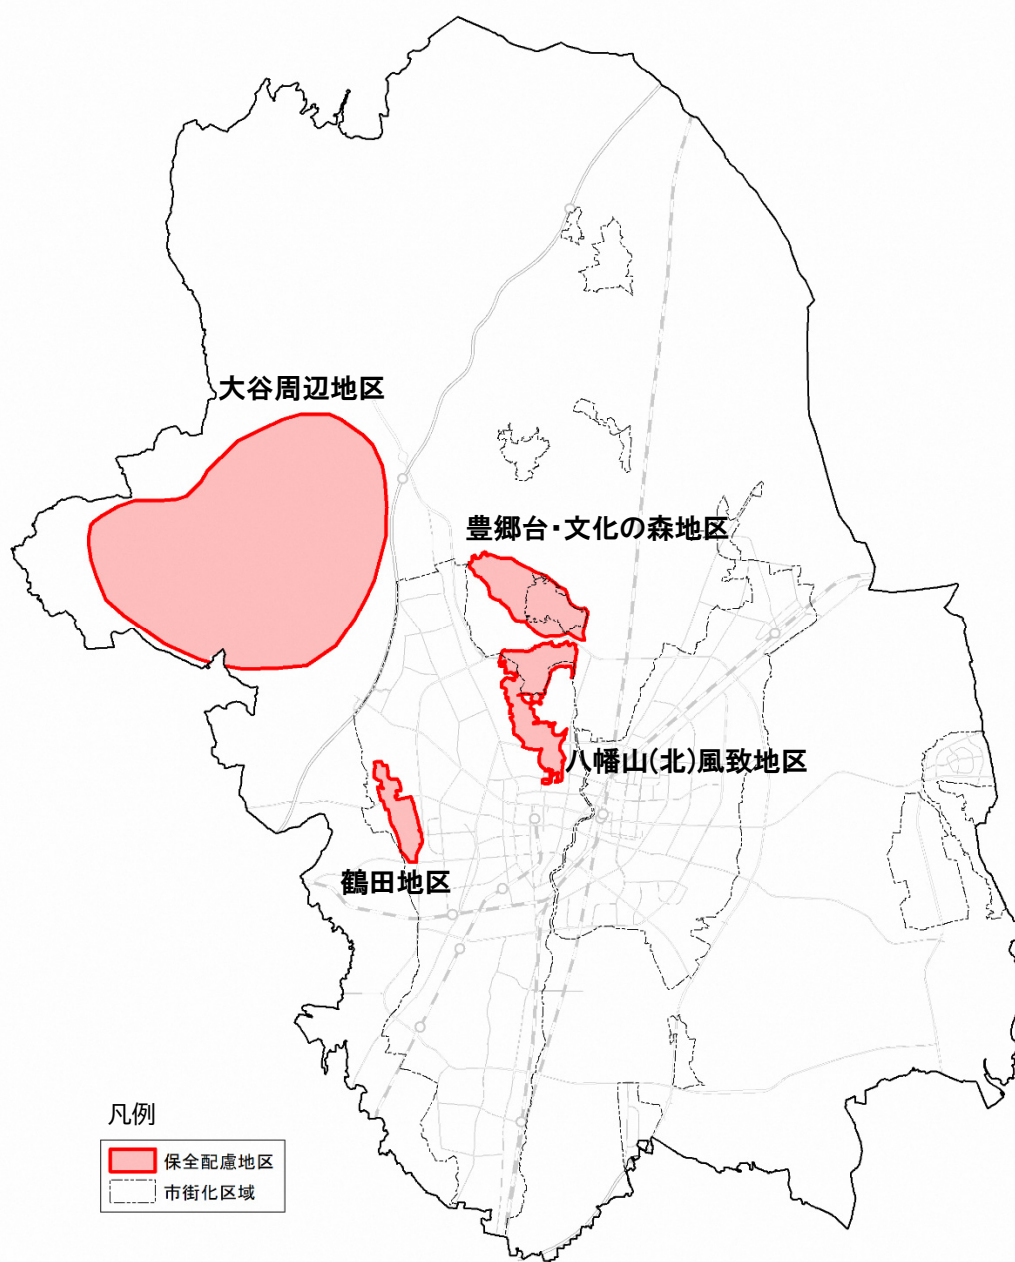 大谷周辺地区
豊郷台・文化の森地区
八幡山(北)風致地区
鶴田地区
凡例
保全配慮地区
市街化区域